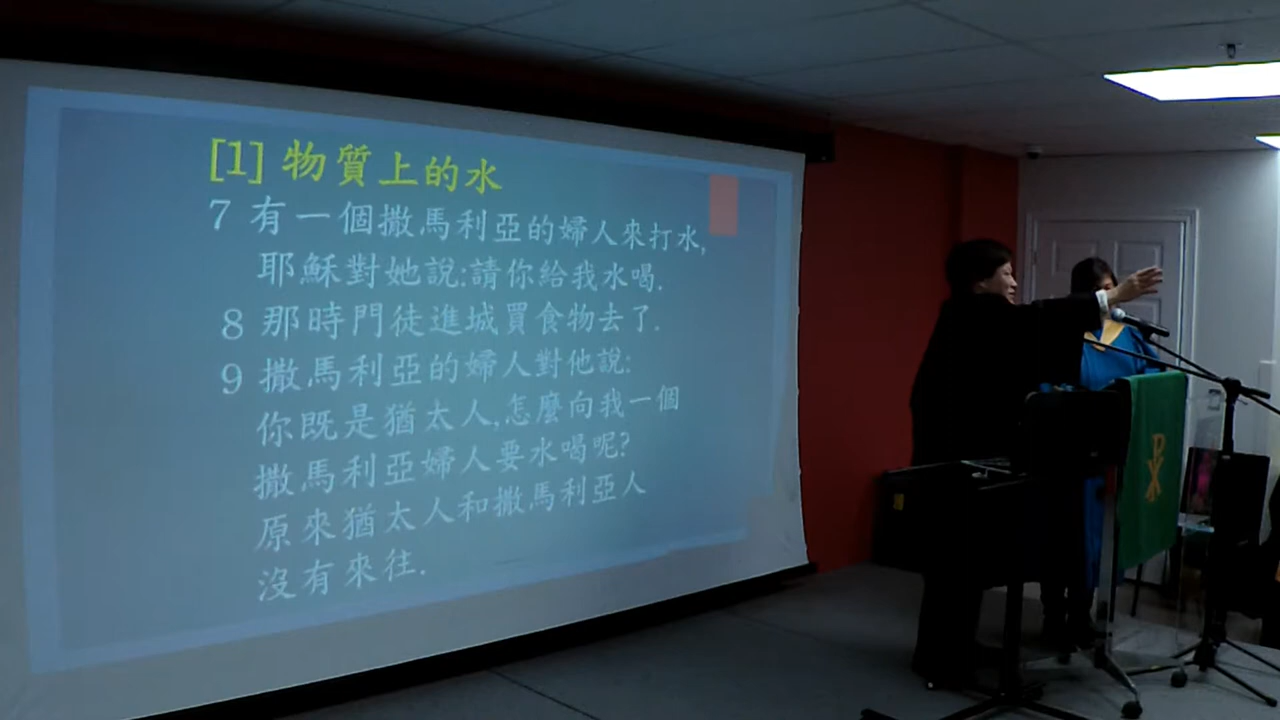 [1] 物質上的水
7 有一個撒馬利亞的婦人來打水,
耶穌對她說:請你給我水喝.
8 那時門徒進城買食物去了.
9 撒馬利亞的婦人對他說:
你既是猶太人,怎麼向我一個
撒馬利亞婦人要水喝呢?
原來猶太人和撒馬利亞人
沒有來往.